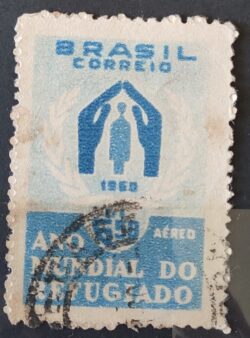 BRASIL
CORREIO
1960
AÉREO
ANO
MUNDIAL DO
REFUGIADO